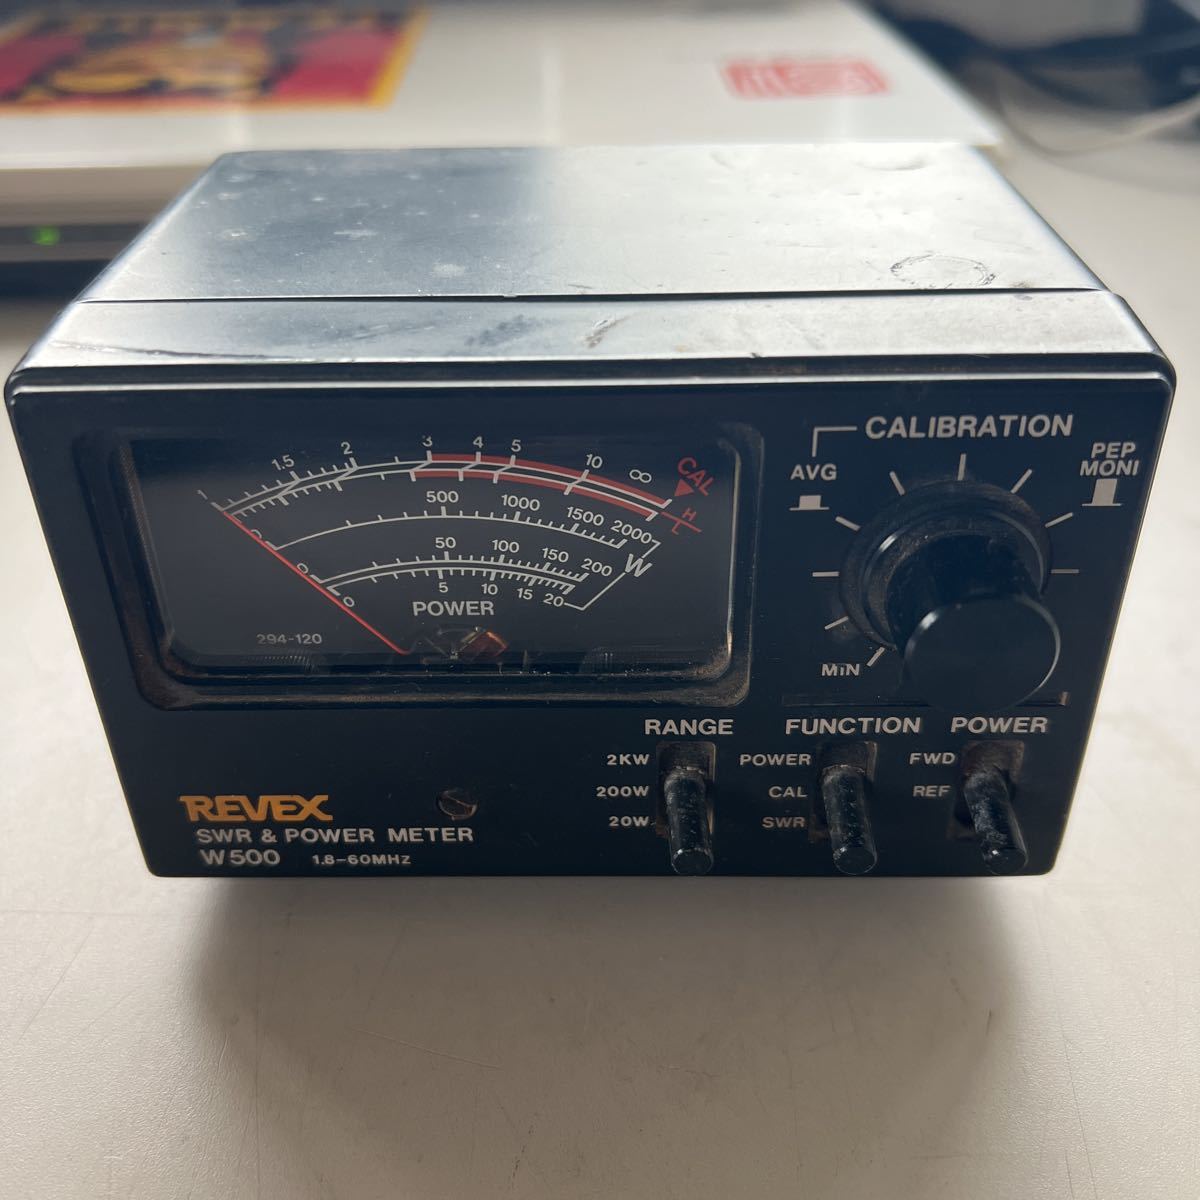 CALIBRATION
AVG
PEP
MONI
MIN
1 1.5 2 3 4 5 10 ∞ CAL
H
L
0 500 1000 1500 2000
W
0 50 100 150 200
0 5 10 15 20
POWER
294-120
RANGE
2KW
200W
20W
FUNCTION
POWER
CAL
SWR
POWER
FWD
REF
REVEX
SWR & POWER METER
W500 1.8-60MHZ